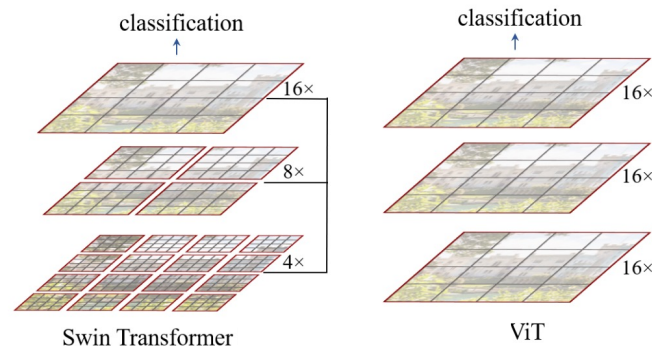 classification
16×
8×
4×
Swin Transformer
classification
16×
16×
16×
ViT